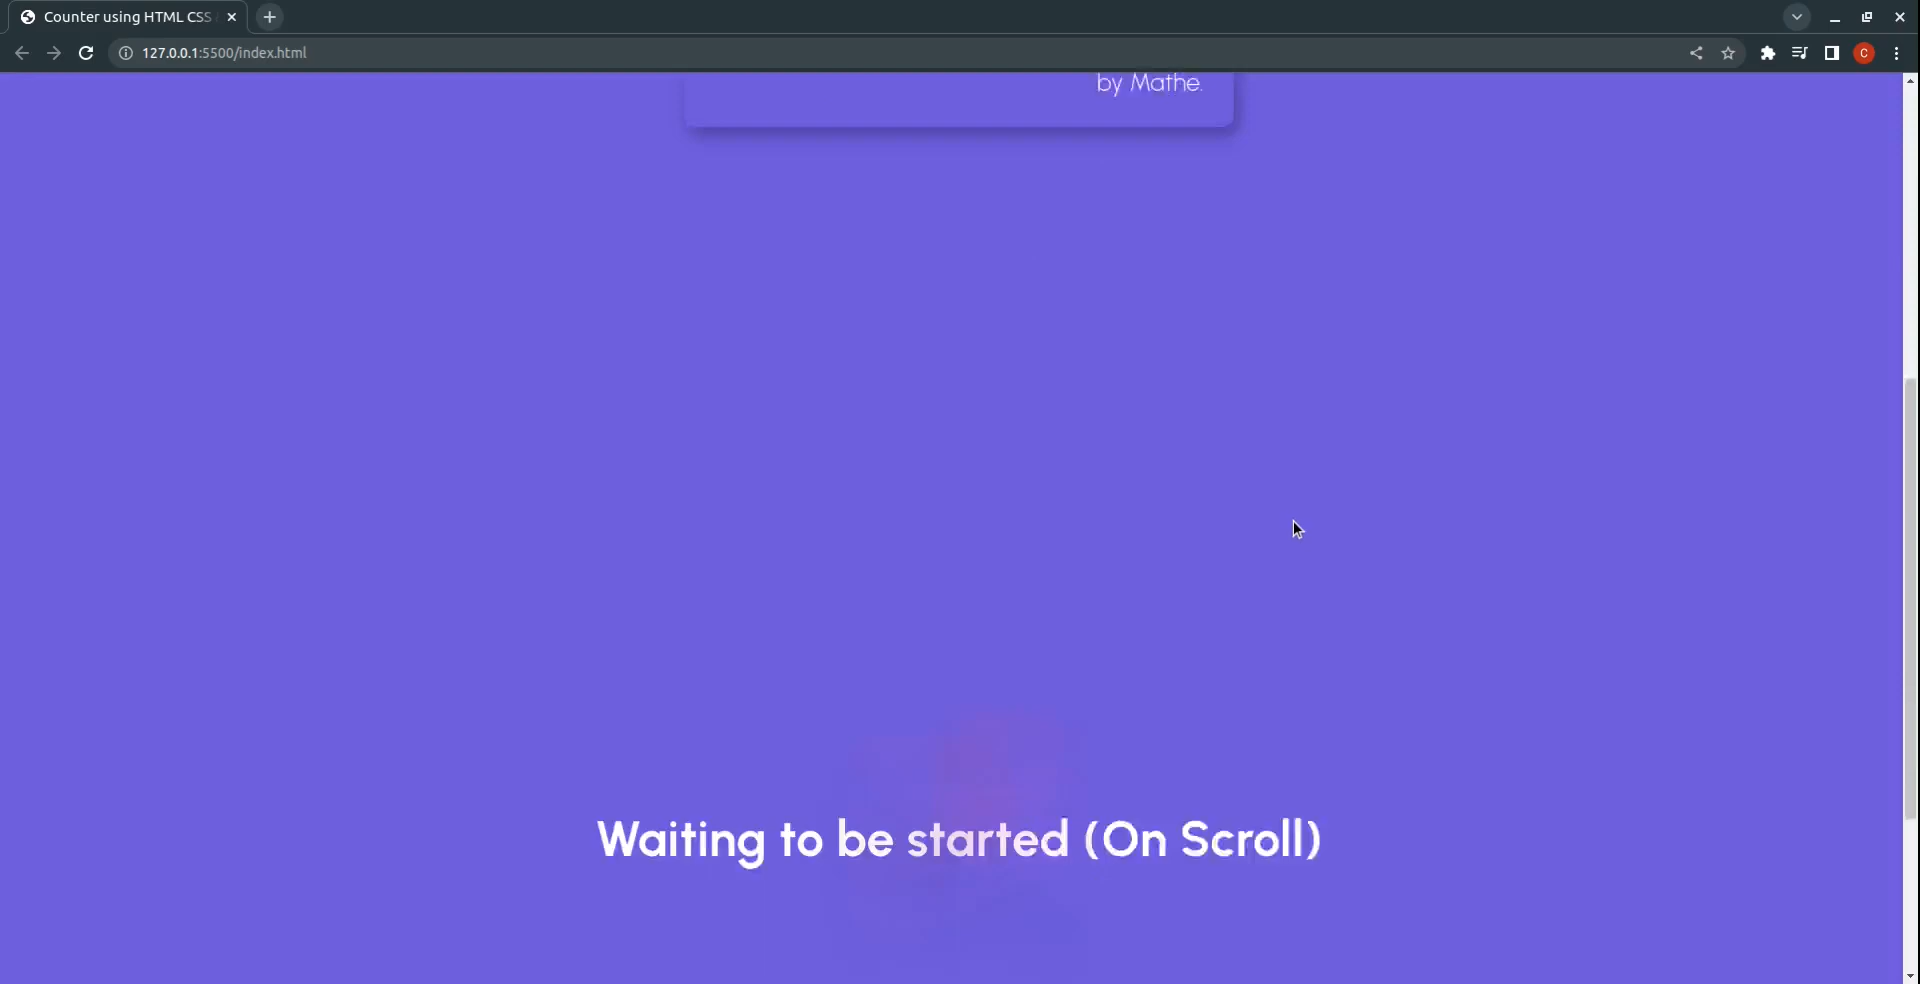 Counter using HTML CSS
127.0.0.1:5500/index.html
C
by Mathe.
Waiting to be started (On Scroll)